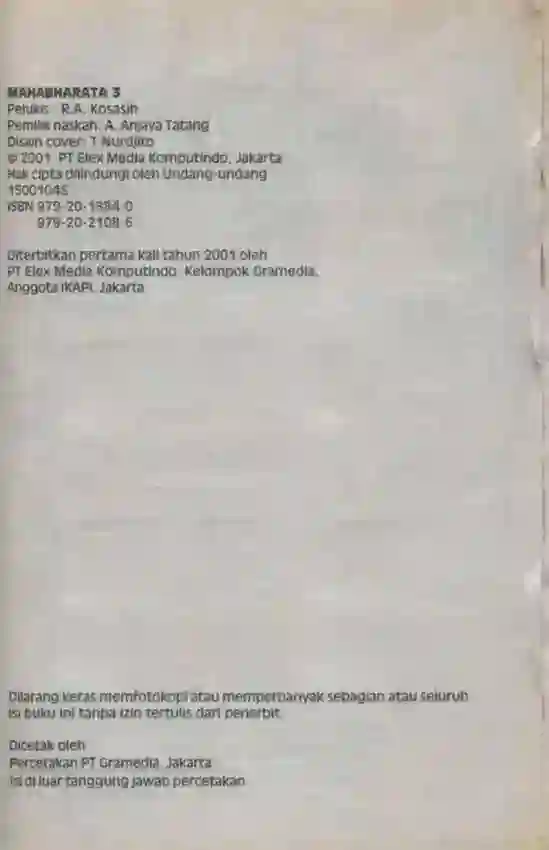 MAHABHARATA 3
Pelukis : R.A. Kosasih
Pemilik naskah: A. Anjaya Tatang
Disain cover: T Nurdjito
© 2001, PT Elex Media Komputindo, Jakarta
Hak cipta dilindungi oleh Undang-undang
15001045
ISBN 979-20-1884-0
979-20-2108-6
Diterbitkan pertama kali tahun 2001 oleh
PT Elex Media Komputindo, Kelompok Gramedia,
Anggota IKAPI, Jakarta
Dilarang keras memfotokopi atau memperbanyak sebagian atau seluruh
isi buku ini tanpa izin tertulis dari penerbit.
Dicetak oleh
Percetakan PT Gramedia, Jakarta
Isi di luar tanggung jawab percetakan